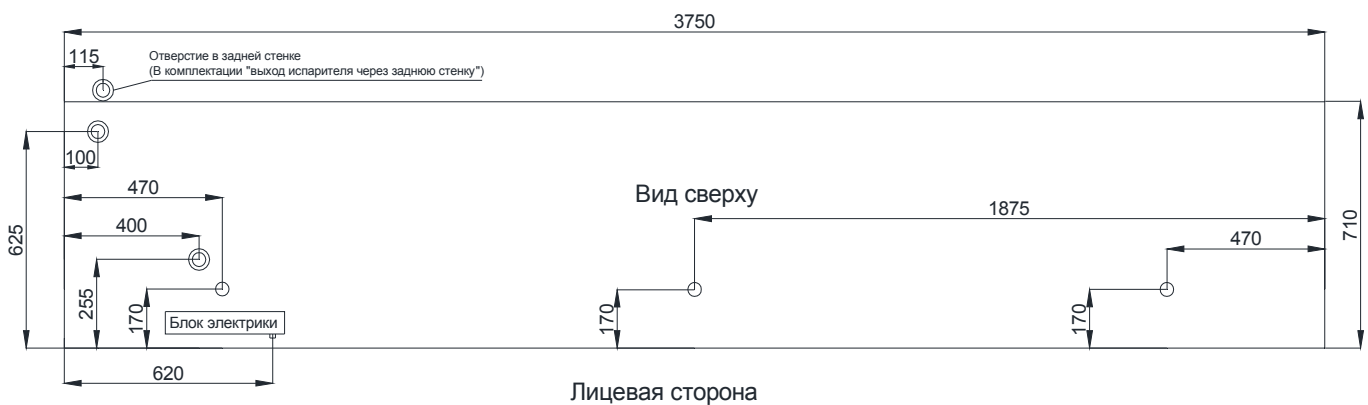 3750
115
Отверстие в задней стенке
(В комплектации "выход испарителя через заднюю стенку")
100
470
Вид сверху
1875
400
470
625
710
255
170
Блок электрики
170
170
620
Лицевая сторона